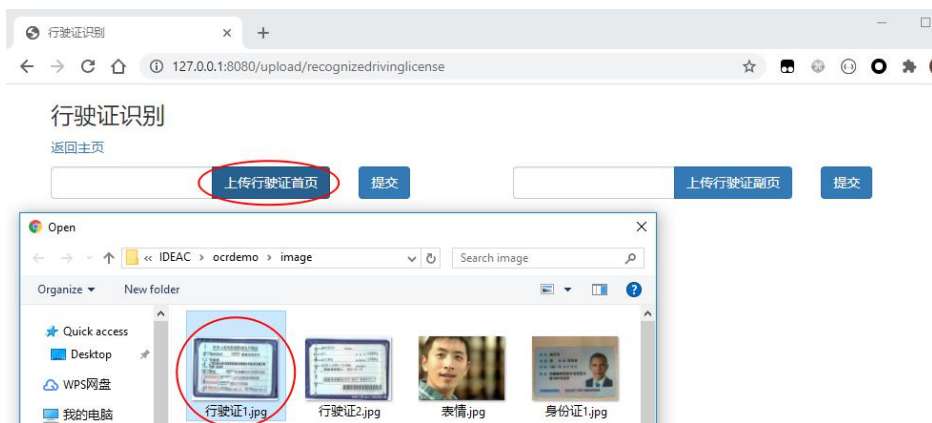 行驶证识别
127.0.0.1:8080/upload/recognizedrivinglicense
行驶证识别
返回主页
上传行驶证首页 提交 上传行驶证副页 提交
Open
« IDEAC › ocrdemo › image Search image
Organize New folder
Quick access
Desktop
WPS网盘
我的电脑
行驶证1.jpg 行驶证2.jpg 表情.jpg 身份证1.jpg